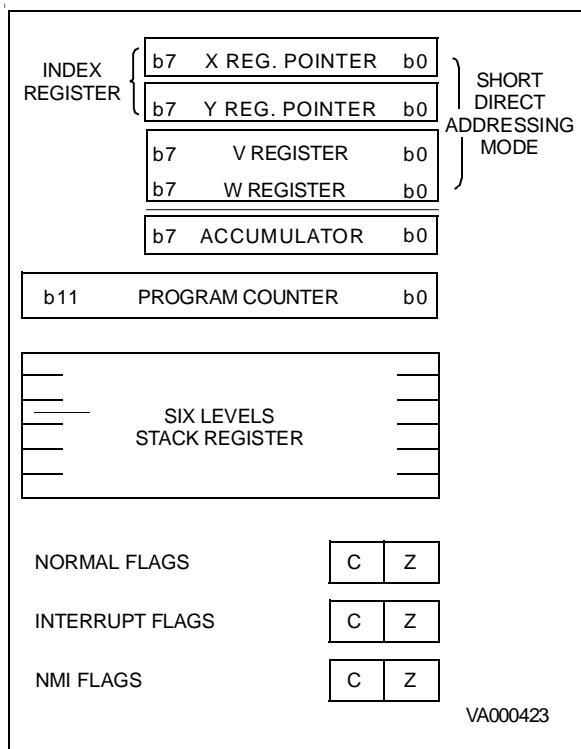 INDEX
REGISTER
b7 X REG. POINTER b0
b7 Y REG. POINTER b0
b7 V REGISTER b0
b7 W REGISTER b0
b7 ACCUMULATOR b0
SHORT
DIRECT
ADDRESSING
MODE
b11 PROGRAM COUNTER b0
SIX LEVELS
STACK REGISTER
NORMAL FLAGS C Z
INTERRUPT FLAGS C Z
NMI FLAGS C Z
VA000423